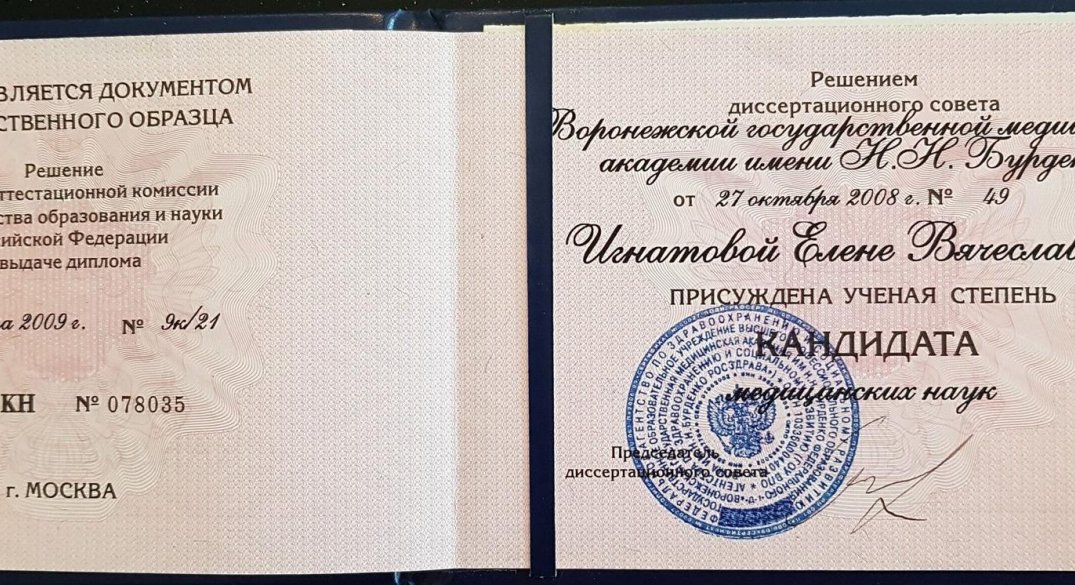 ВЛЯЕТСЯ ДОКУМЕНТОМ
СТВЕННОГО ОБРАЗЦА
Решение
ттестационной комиссии
ства образования и науки
сийской Федерации
выдаче диплома
а 2009 г. № 9к/21
КН № 078035
г. МОСКВА
Решением
диссертационного совета
Воронежской государственной меди
академии имени Н.Н. Бурде
от 27 октября 2008 г. № 49
Игнатовой Елене Вячеслав
ПРИСУЖДЕНА УЧЕНАЯ СТЕПЕНЬ
КАНДИДАТА
медицинских наук
Председатель
диссертационного совета